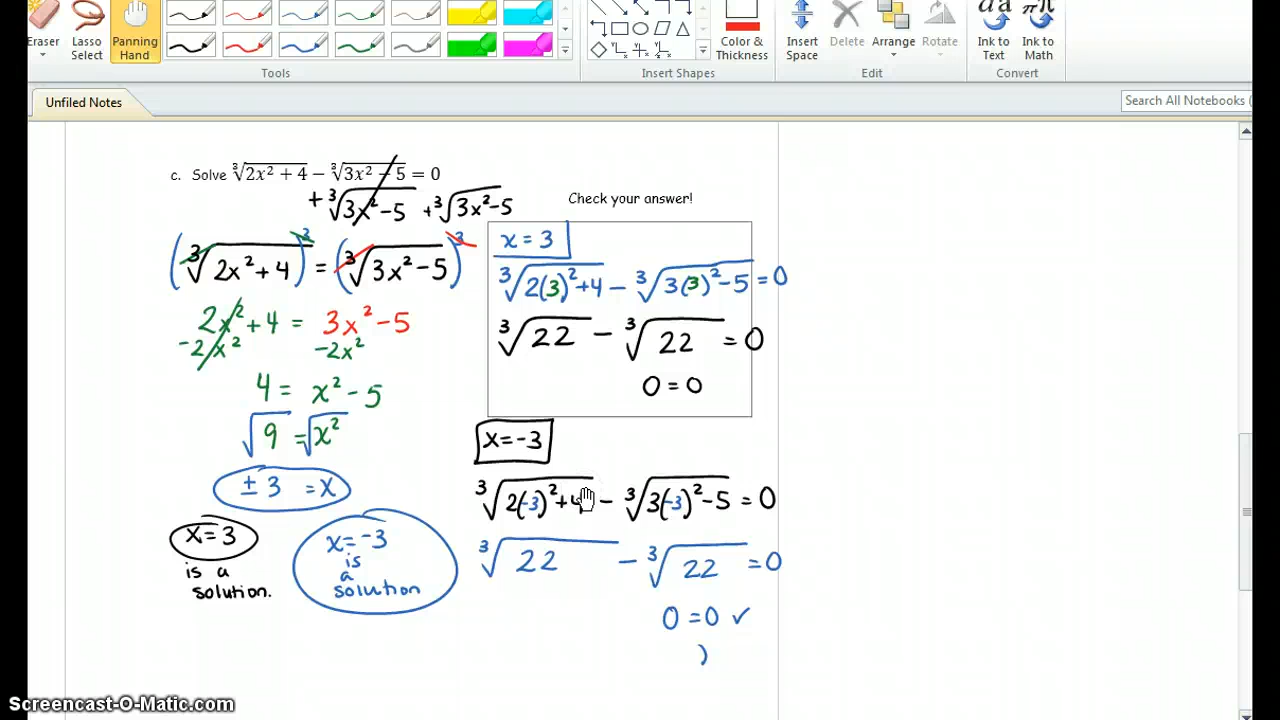 Eraser
Lasso Select
Panning Hand
Color & Thickness
Insert Space
Delete
Arrange
Rotate
Ink to Text
Ink to Math
Tools
Insert Shapes
Edit
Convert
Unfiled Notes
Search All Notebooks (
c. Solve ∛(2x² + 4) − ∛(3x² − 5) = 0
+ ∛(3x² − 5) + ∛(3x² − 5)
Check your answer!
(∛(2x² + 4))³ = (∛(3x² − 5))³
2x² + 4 = 3x² − 5
-2x² -2x²
4 = x² − 5
√9 = √x²
± 3 = x
x = 3
is a
solution.
x = -3
is
a
solution
x = 3
∛(2(3)² + 4) − ∛(3(3)² − 5) = 0
∛22 − ∛22 = 0
0 = 0
x = -3
∛(2(-3)² + 4) − ∛(3(-3)² − 5) = 0
∛22 − ∛22 = 0
0 = 0 ✓
)
Screencast-O-Matic.com